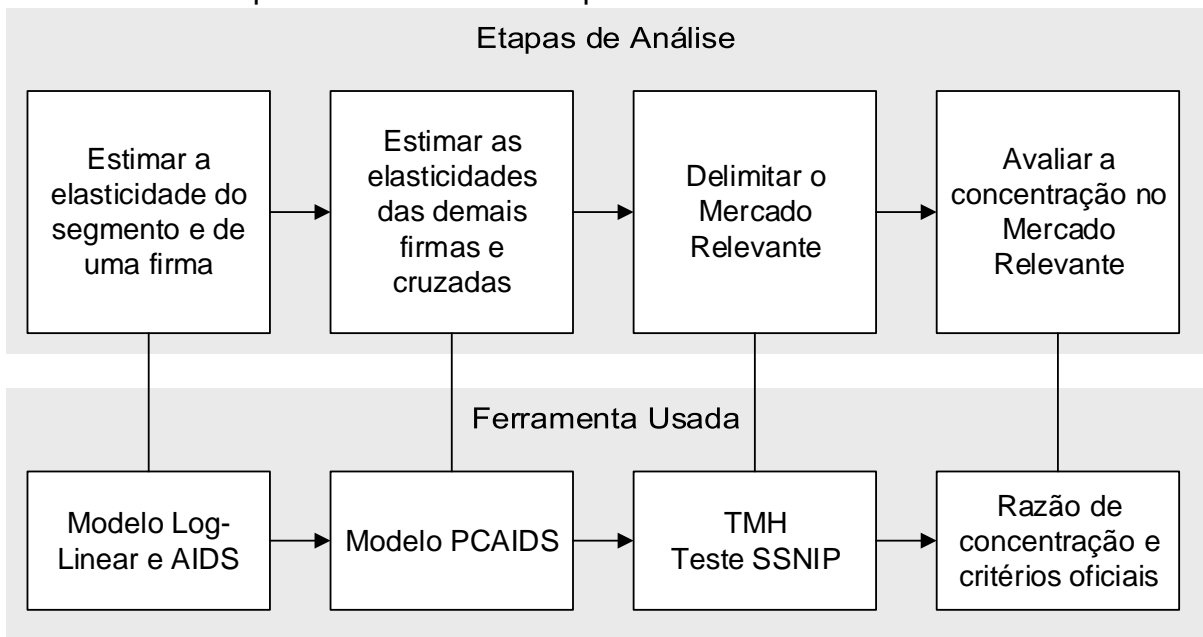 Etapas de Análise
Estimar a
elasticidade do
segmento e de
uma firma
Estimar as
elasticidades
das demais
firmas e
cruzadas
Delimitar o
Mercado
Relevante
Avaliar a
concentração no
Mercado
Relevante
Ferramenta Usada
Modelo Log-
Linear e AIDS
Modelo PCAIDS
TMH
Teste SSNIP
Razão de
concentração e
critérios oficiais